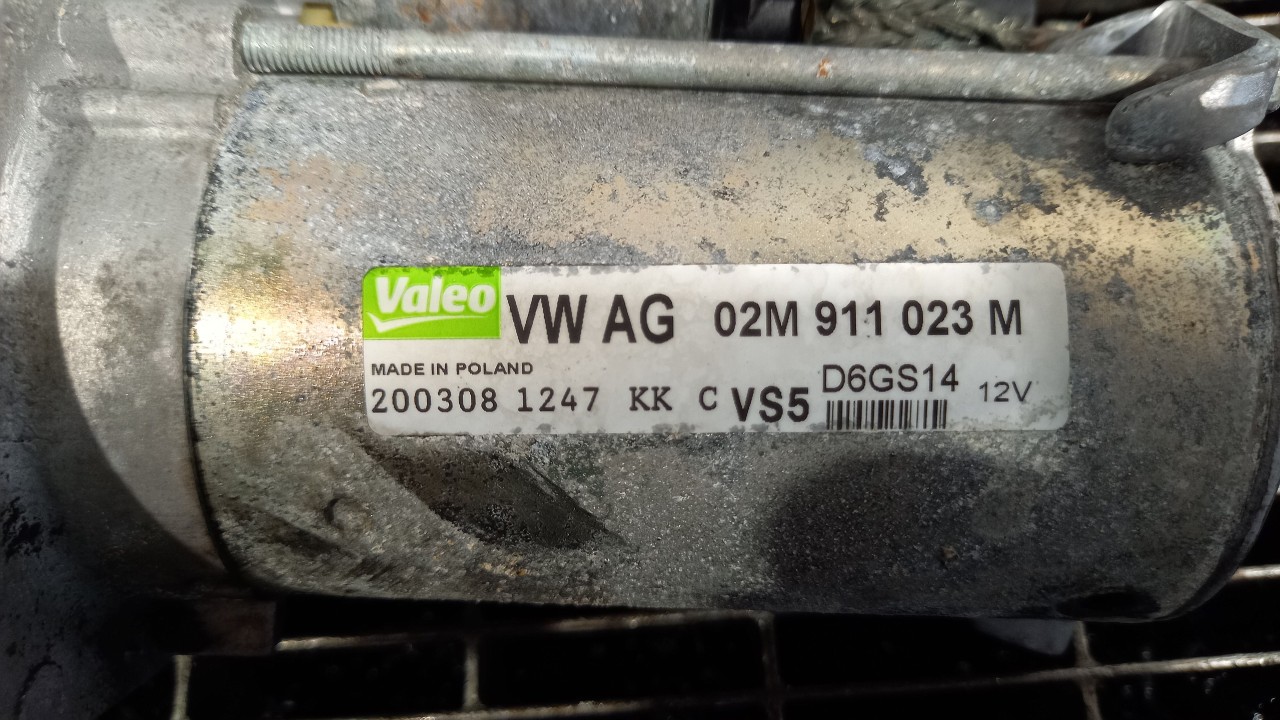 Valeo VW AG 02M 911 023 M
MADE IN POLAND
200308 1247 KK C VS5 D6GS14 12V